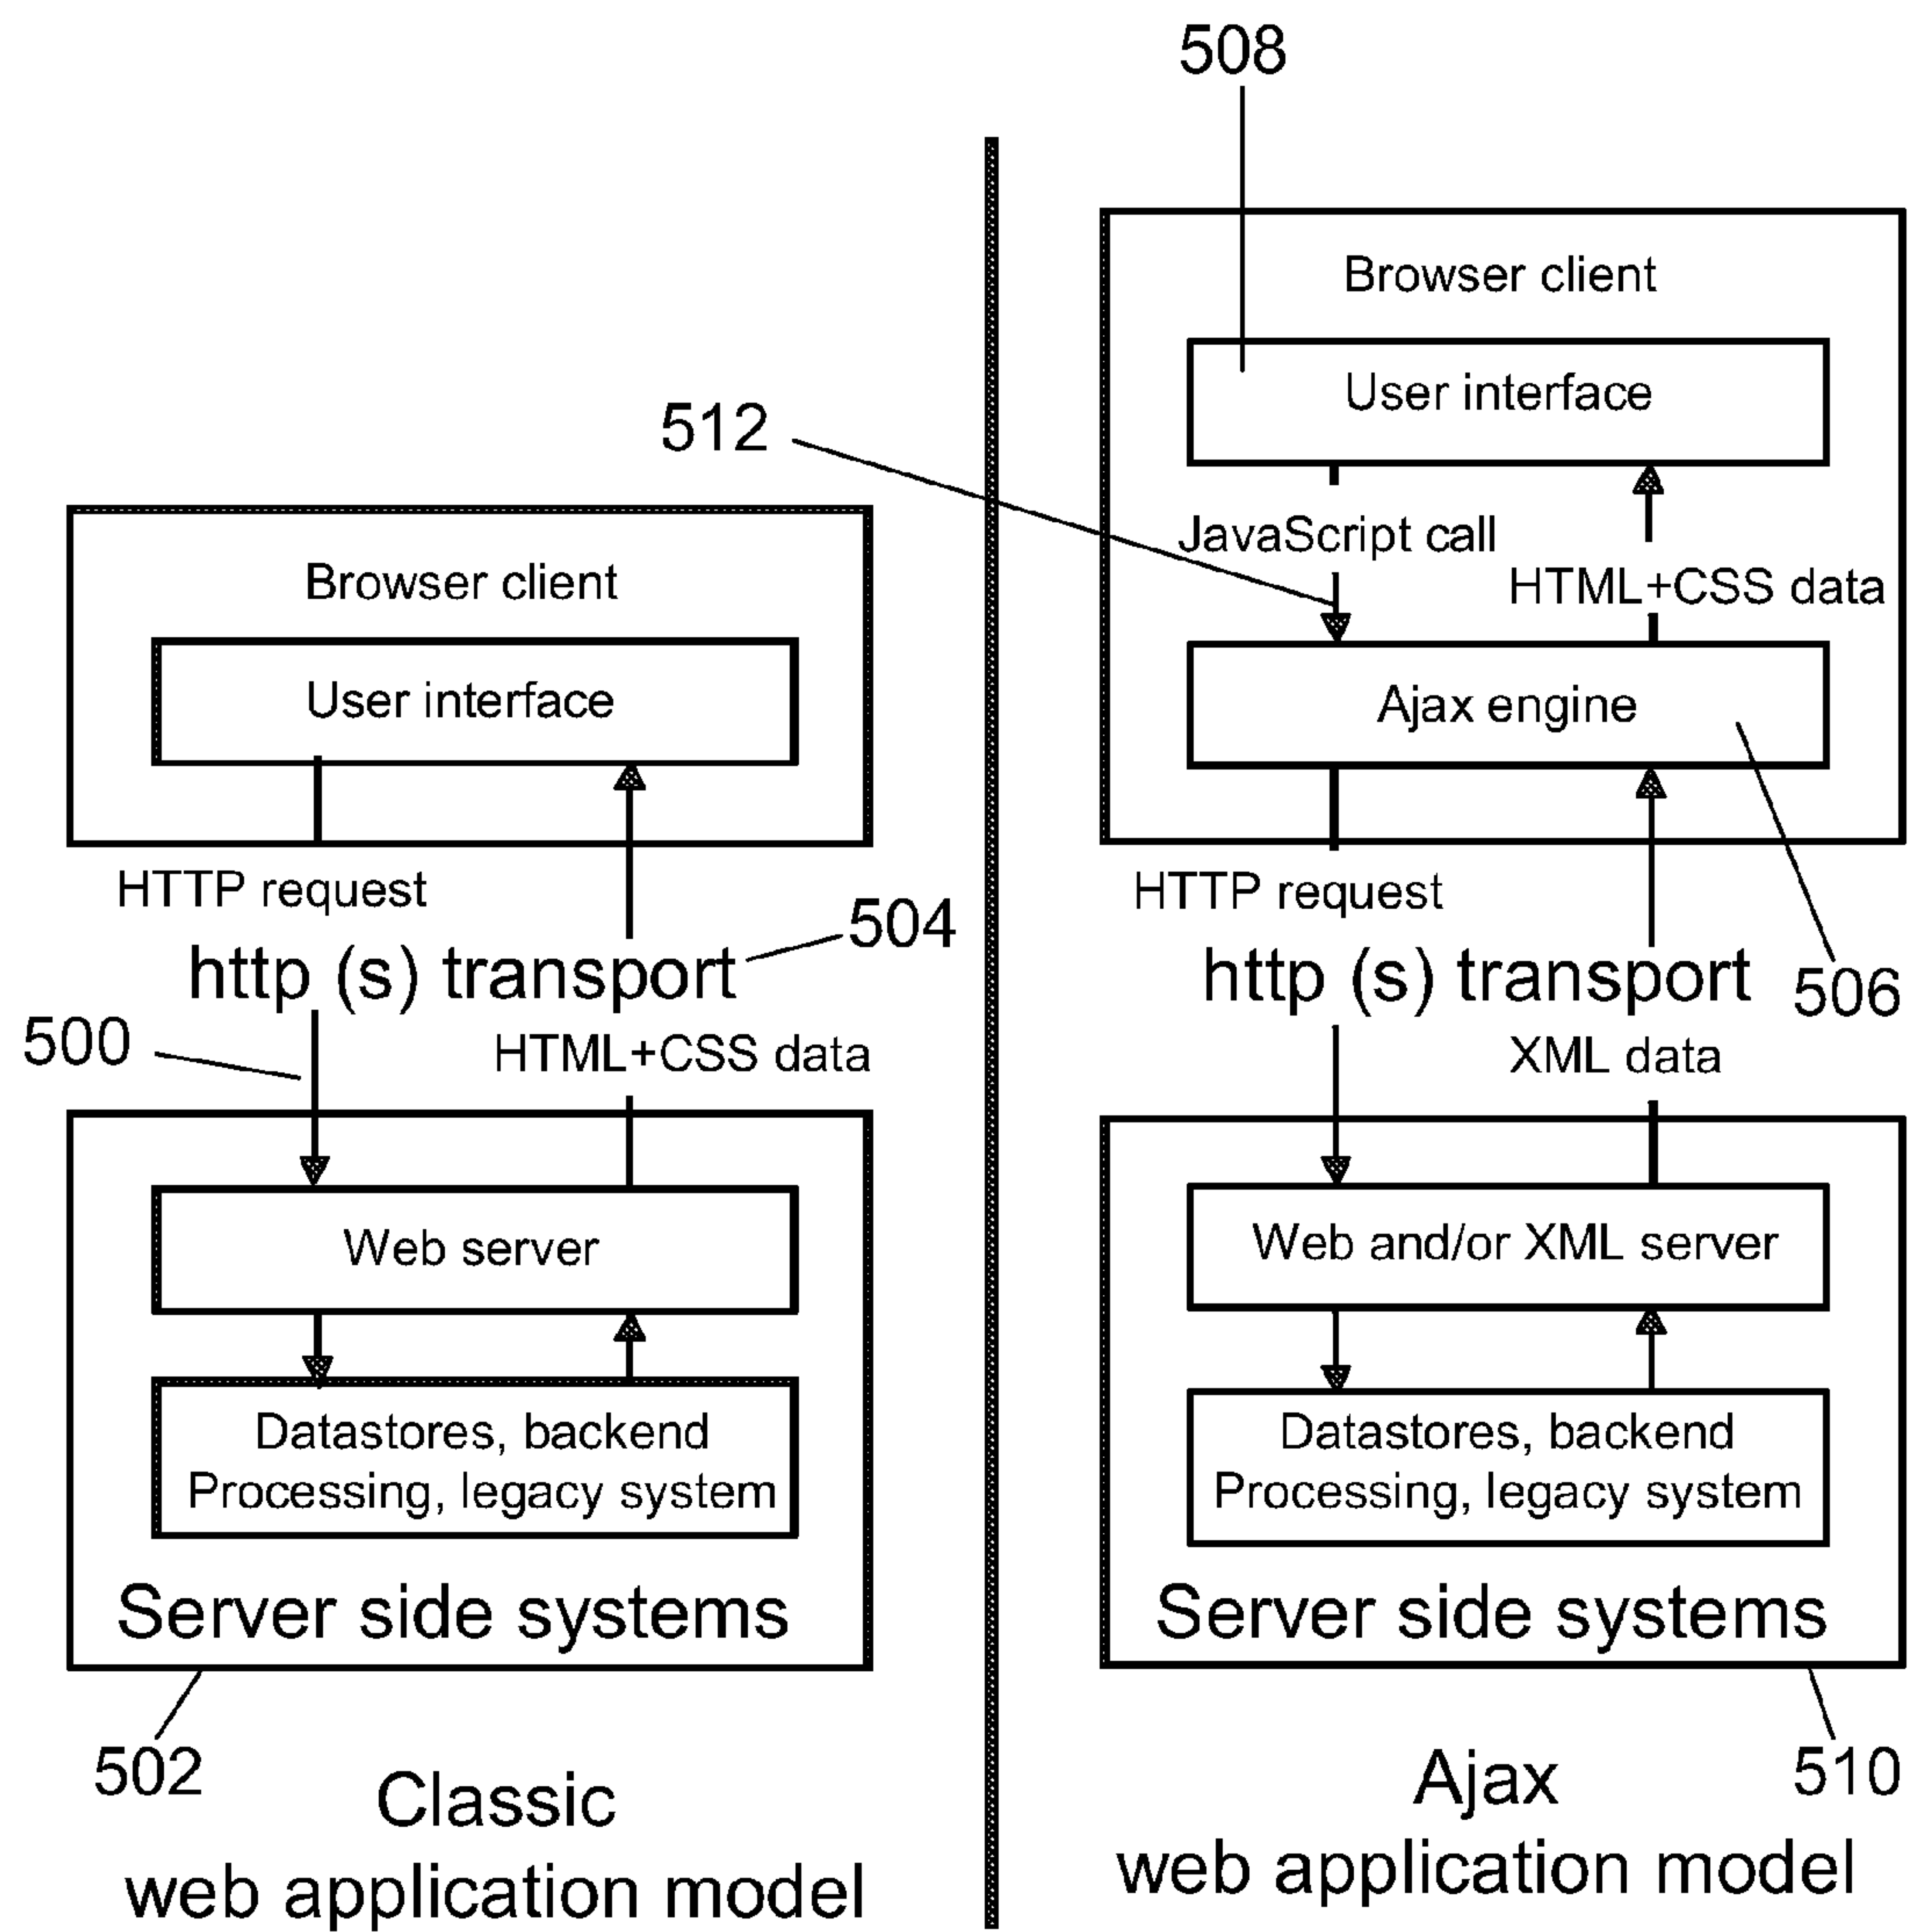 508
512
Browser client
User interface
HTTP request
http (s) transport
504
500
HTML+CSS data
Web server
Datastores, backend
Processing, legacy system
Server side systems
502
Classic
web application model
Browser client
User interface
JavaScript call
HTML+CSS data
Ajax engine
HTTP request
http (s) transport
506
XML data
Web and/or XML server
Datastores, backend
Processing, legacy system
Server side systems
510
Ajax
web application model